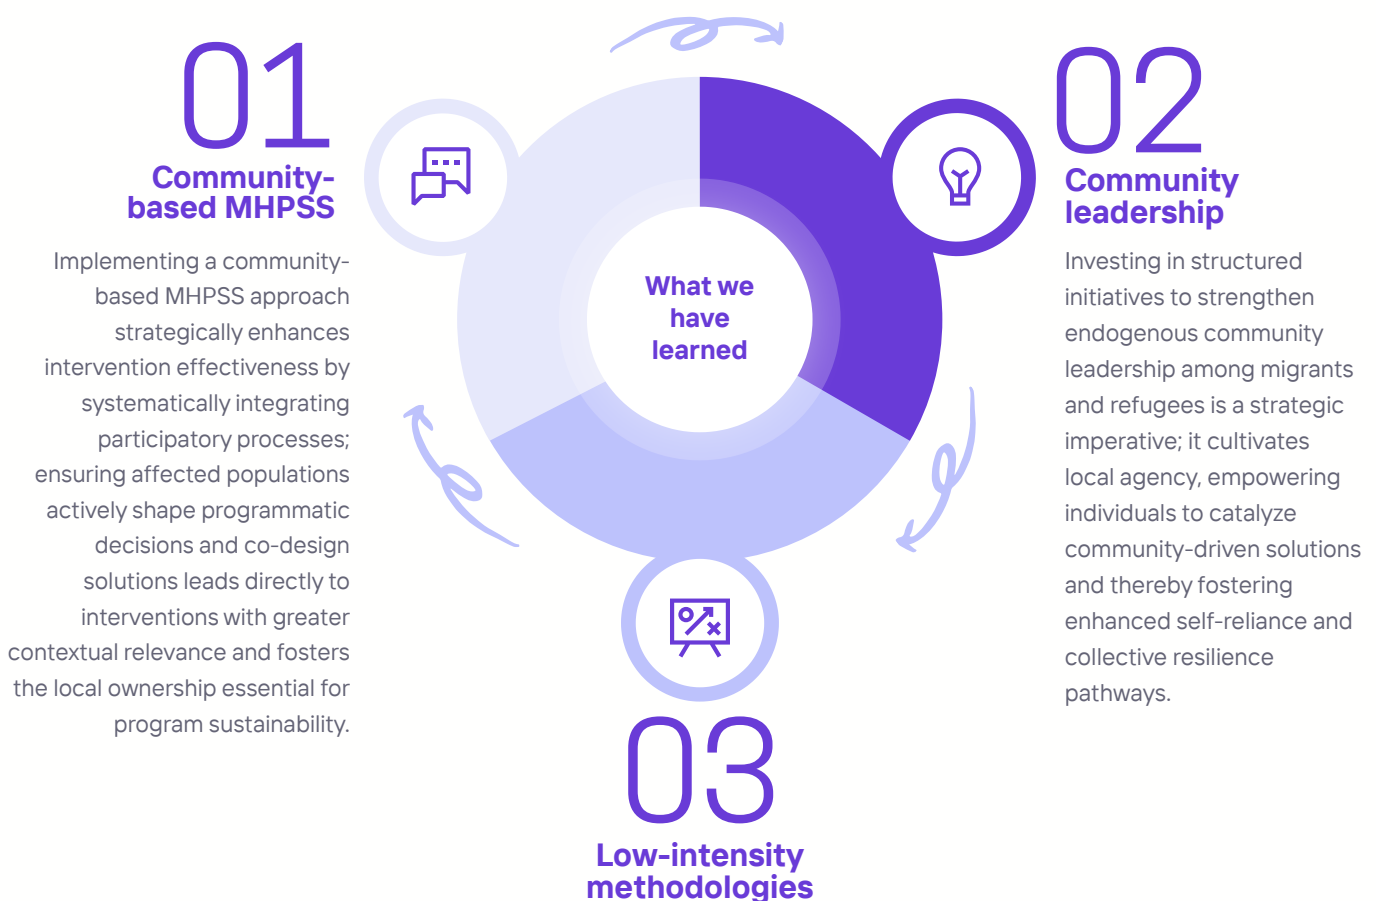 01
Community-
based MHPSS
Implementing a community-
based MHPSS approach
strategically enhances
intervention effectiveness by
systematically integrating
participatory processes;
ensuring affected populations
actively shape programmatic
decisions and co-design
solutions leads directly to
interventions with greater
contextual relevance and fosters
the local ownership essential for
program sustainability.
What we
have
learned
02
Community
leadership
Investing in structured
initiatives to strengthen
endogenous community
leadership among migrants
and refugees is a strategic
imperative; it cultivates
local agency, empowering
individuals to catalyze
community-driven solutions
and thereby fostering
enhanced self-reliance and
collective resilience
pathways.
03
Low-intensity
methodologies